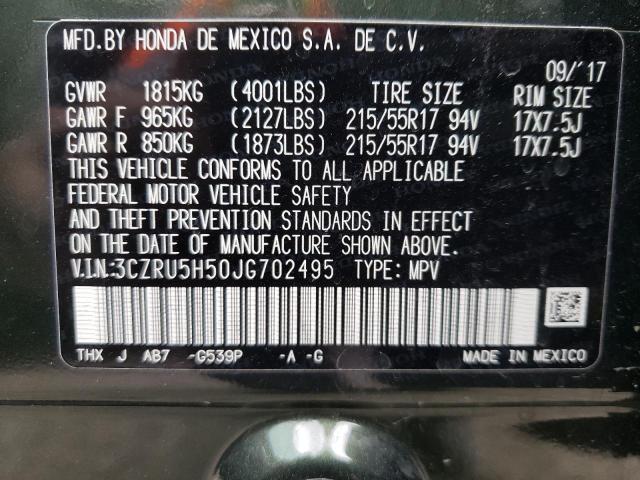 MFD.BY HONDA DE MEXICO S.A. DE C.V.
09/'17
GVWR 1815KG (4001LBS) TIRE SIZE RIM SIZE
GAWR F 965KG (2127LBS) 215/55R17 94V 17X7.5J
GAWR R 850KG (1873LBS) 215/55R17 94V 17X7.5J
THIS VEHICLE CONFORMS TO ALL APPLICABLE
FEDERAL MOTOR VEHICLE SAFETY
AND THEFT PREVENTION STANDARDS IN EFFECT
ON THE DATE OF MANUFACTURE SHOWN ABOVE.
V.I.N.:3CZRU5H50JG702495 TYPE: MPV
THX J AB7 -G539P -A -G MADE IN MEXICO